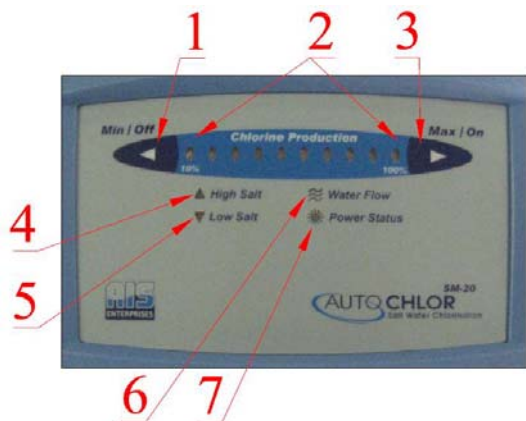 1 2 3
Min / Off Chlorine Production Max / On
10% 100%
High Salt Water Flow
4
Low Salt Power Status
5
SM-20
AIS AUTOCHLOR
ENTERPRISES Salt Water Chlorination
6 7